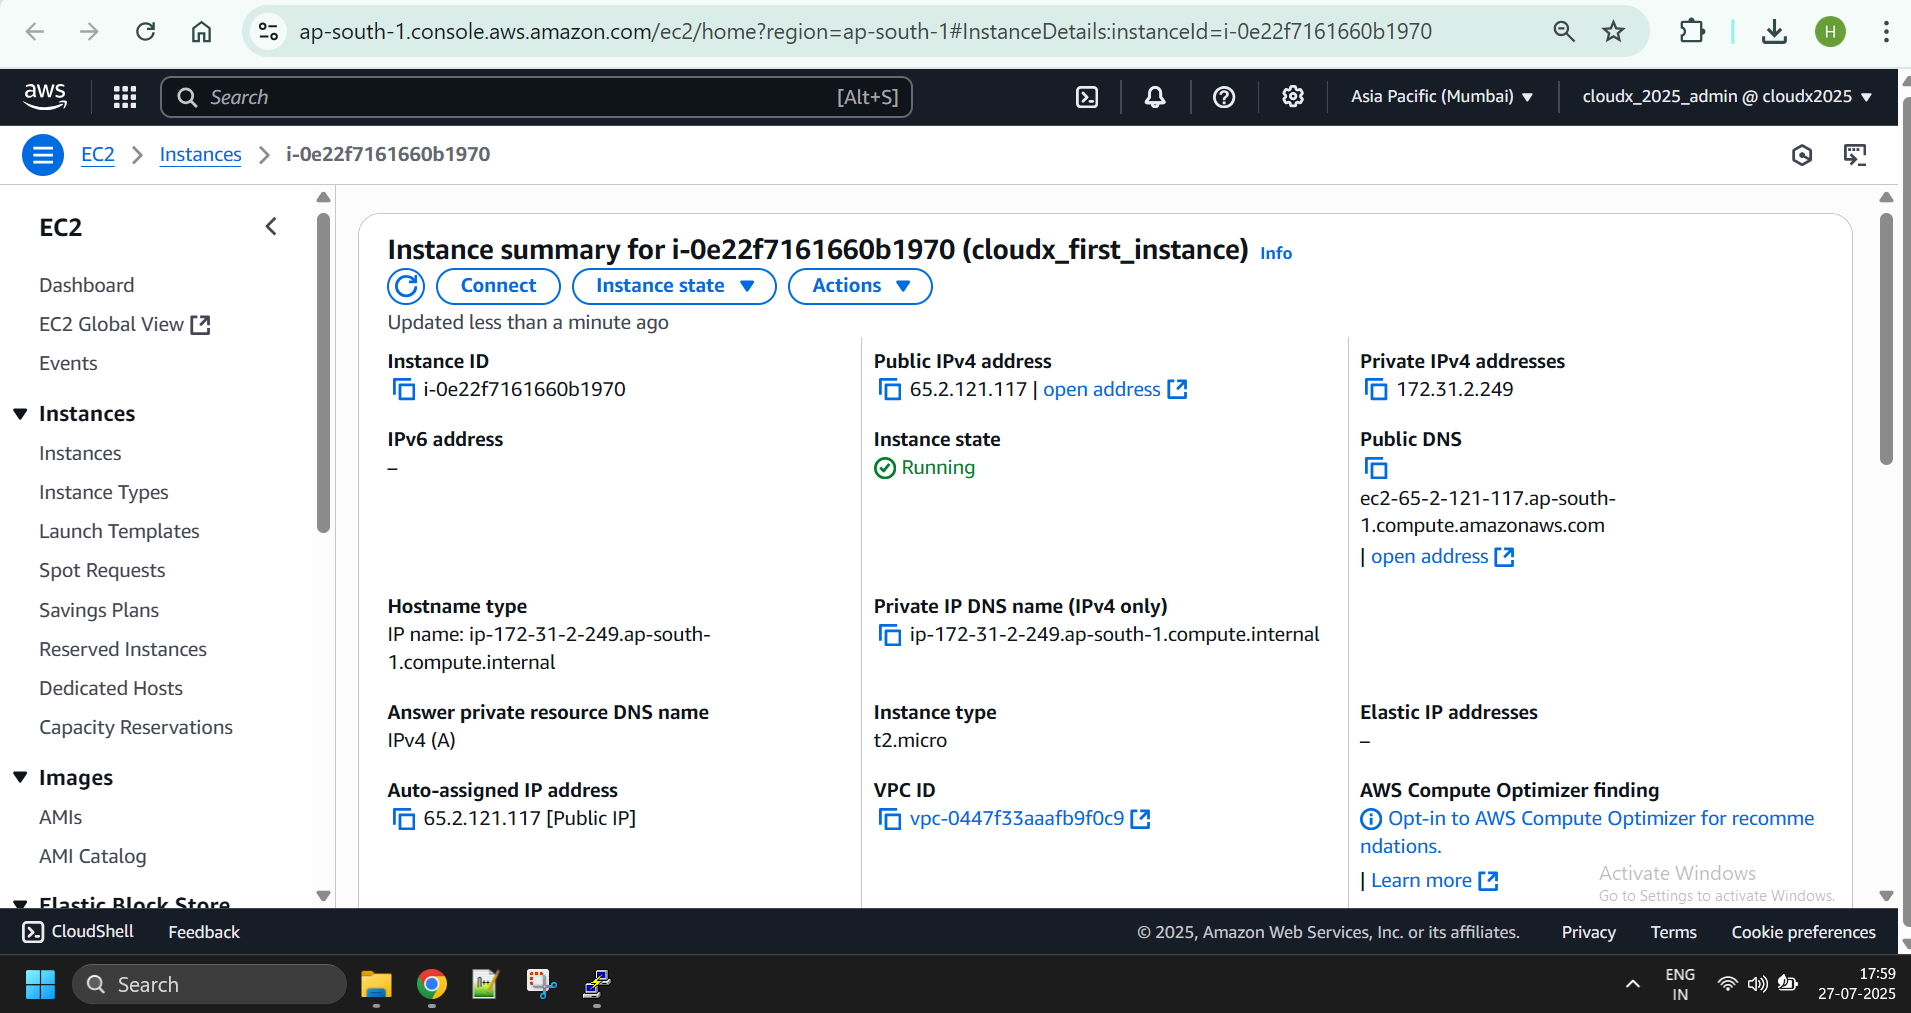 ap-south-1.console.aws.amazon.com/ec2/home?region=ap-south-1#InstanceDetails:instanceId=i-0e22f7161660b1970
H
aws
Search
[Alt+S]
Asia Pacific (Mumbai)
cloudx_2025_admin @ cloudx2025
EC2
Instances
i-0e22f7161660b1970
EC2
Dashboard
EC2 Global View
Events
Instances
Instances
Instance Types
Launch Templates
Spot Requests
Savings Plans
Reserved Instances
Dedicated Hosts
Capacity Reservations
Images
AMIs
AMI Catalog
Elastic Block Store
Instance summary for i-0e22f7161660b1970 (cloudx_first_instance) Info
Connect
Instance state
Actions
Updated less than a minute ago
Instance ID
i-0e22f7161660b1970
Public IPv4 address
65.2.121.117 | open address
Private IPv4 addresses
172.31.2.249
IPv6 address
–
Instance state
Running
Public DNS
ec2-65-2-121-117.ap-south-
1.compute.amazonaws.com
| open address
Hostname type
IP name: ip-172-31-2-249.ap-south-
1.compute.internal
Private IP DNS name (IPv4 only)
ip-172-31-2-249.ap-south-1.compute.internal
Answer private resource DNS name
IPv4 (A)
Instance type
t2.micro
Elastic IP addresses
–
Auto-assigned IP address
65.2.121.117 [Public IP]
VPC ID
vpc-0447f33aaafb9f0c9
AWS Compute Optimizer finding
Opt-in to AWS Compute Optimizer for recomme
ndations.
| Learn more
Activate Windows
Go to Settings to activate Windows.
CloudShell
Feedback
© 2025, Amazon Web Services, Inc. or its affiliates.
Privacy
Terms
Cookie preferences
Search
ENG
IN
17:59
27-07-2025